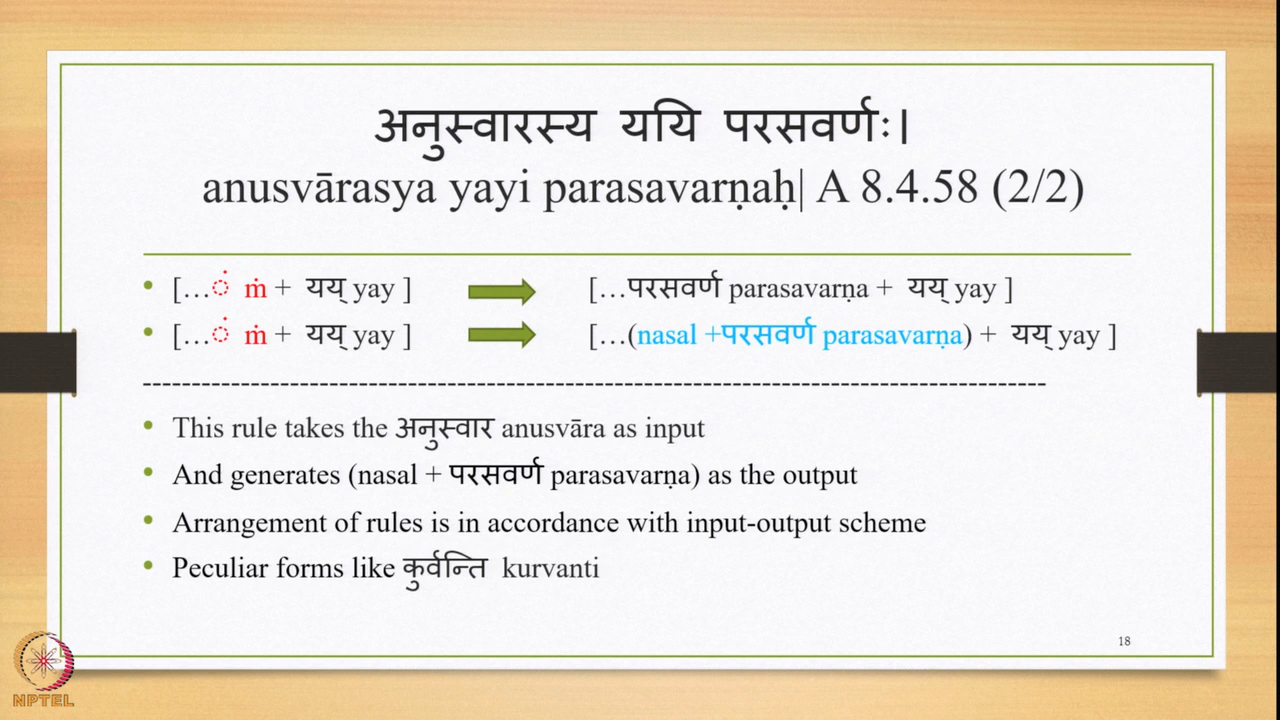 अनुस्वारस्य ययि परसवर्णः।
anusvārasya yayi parasavarṇaḥ| A 8.4.58 (2/2)
• […ं ṁ + यय् yay ] […परसवर्ण parasavarṇa + यय् yay ]
• […ं ṁ + यय् yay ] […(nasal +परसवर्ण parasavarṇa) + यय् yay ]
--------------------------------------------------------------------------------------------
• This rule takes the अनुस्वार anusvāra as input
• And generates (nasal + परसवर्ण parasavarṇa) as the output
• Arrangement of rules is in accordance with input-output scheme
• Peculiar forms like कुर्वन्ति kurvanti
18
NPTEL